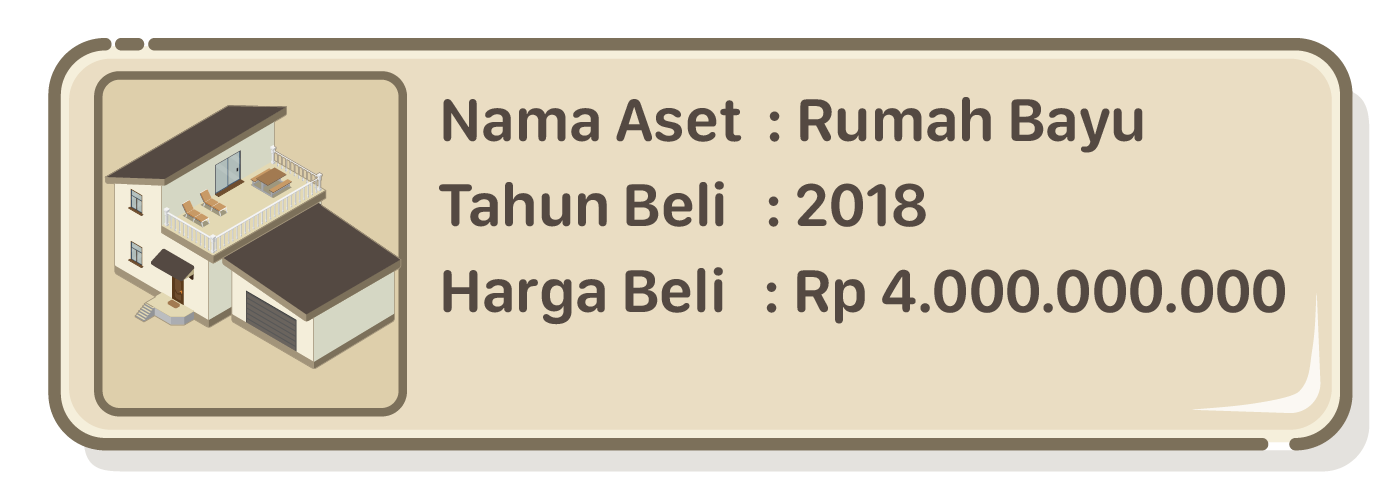 Nama Aset : Rumah Bayu
Tahun Beli : 2018
Harga Beli : Rp 4.000.000.000